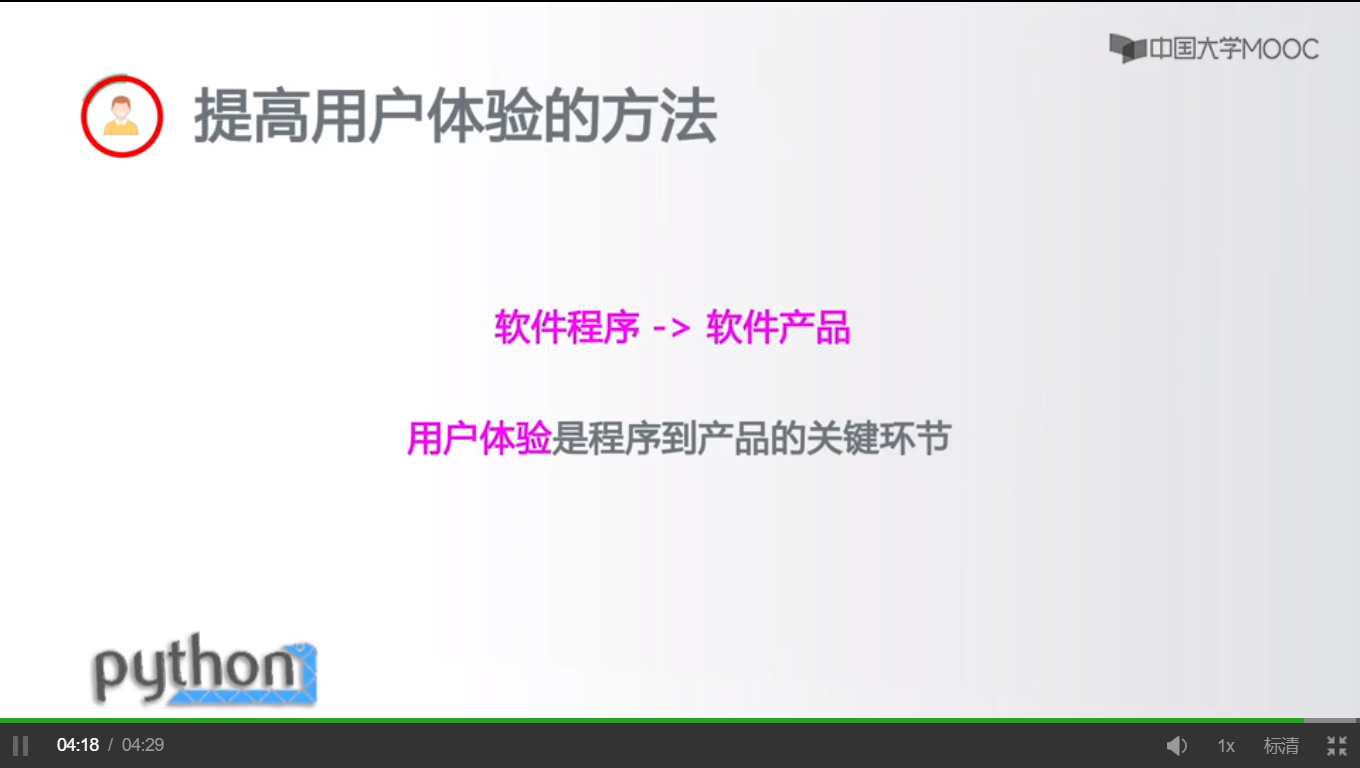 中国大学MOOC
提高用户体验的方法
软件程序 -> 软件产品
用户体验是程序到产品的关键环节
python
04:18 / 04:29
1x
标清